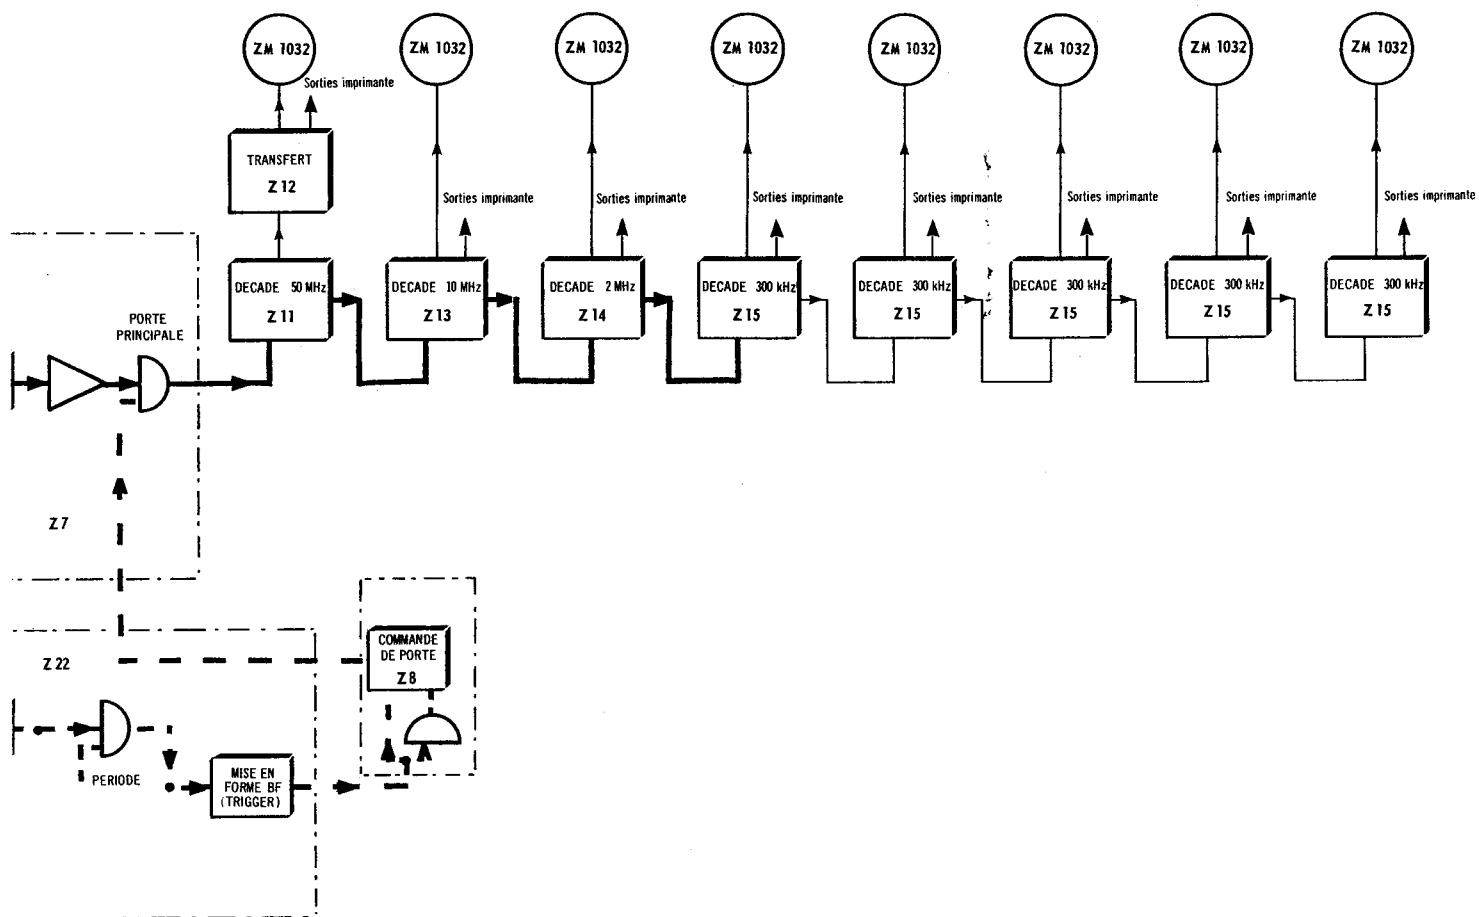 ZM 1032
ZM 1032
ZM 1032
ZM 1032
ZM 1032
ZM 1032
ZM 1032
ZM 1032
Sorties imprimante
TRANSFERT
Z 12
Sorties imprimante
Sorties imprimante
Sorties imprimante
Sorties imprimante
Sorties imprimante
Sorties imprimante
Sorties imprimante
DECADE 50 MHz
Z 11
DECADE 10 MHz
Z 13
DECADE 2 MHz
Z 14
DECADE 300 kHz
Z 15
DECADE 300 kHz
Z 15
DECADE 300 kHz
Z 15
DECADE 300 kHz
Z 15
DECADE 300 kHz
Z 15
PORTE
PRINCIPALE
Z 7
Z 22
COMMANDE
DE PORTE
Z 8
PERIODE
MISE EN
FORME BF
(TRIGGER)